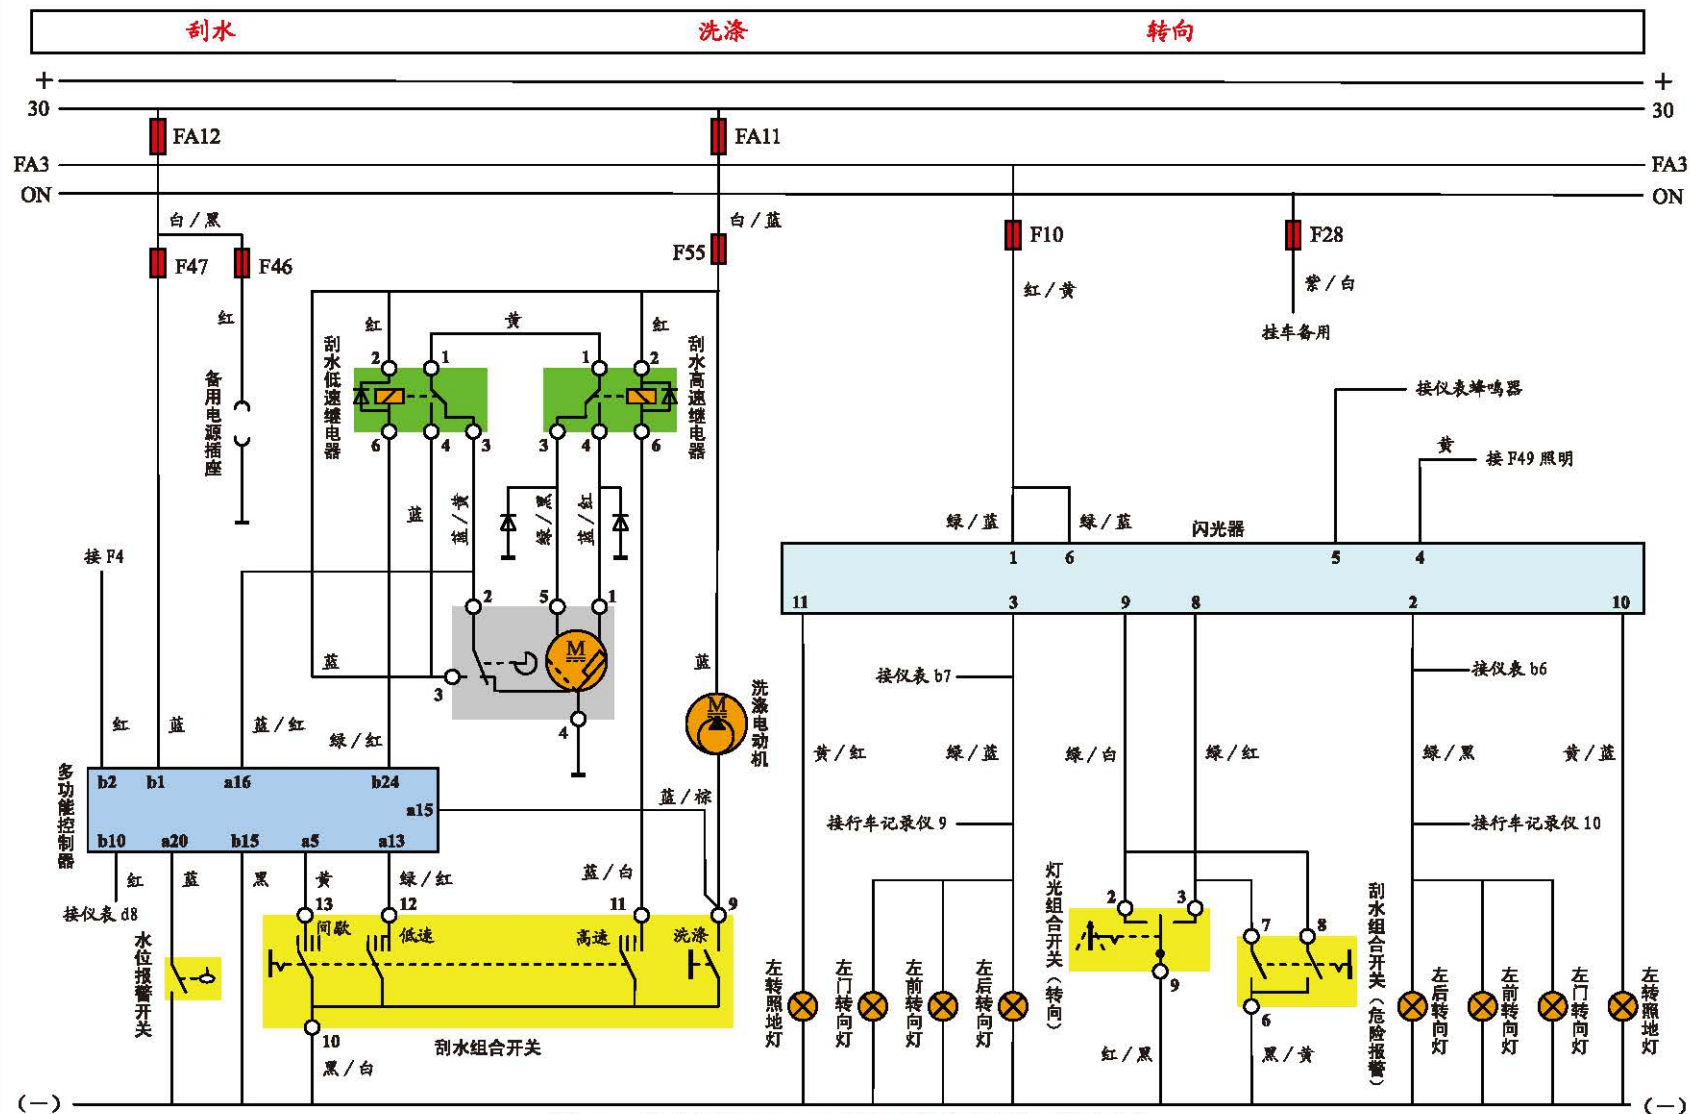 刮水 洗涤 转向
+ +
30 30
FA12 FA11
FA3 FA3
ON ON
白／黑 白／蓝
F47 F46 F55 F10 F28
红／黄 紫／白
红 红 黄 红
挂车备用
刮水低速继电器
2 1 1 2
刮水高速继电器
6 4 3 3 4 6
备用电源插座
接仪表蜂鸣器
黄 接 F49 照明
蓝 蓝／黄 绿／黑 蓝／红
绿／蓝 绿／蓝 闪光器
接 F4
1 6 5 4
2 5 1
11 3 9 8 2 10
M
蓝 3 蓝
接仪表 b7 接仪表 b6
4
M
洗涤电动机
红 蓝 蓝／红 绿／红
黄／红 绿／蓝 绿／白 绿／红 绿／黑 黄／蓝
多功能控制器
b2 b1 a16 b24
a15 蓝／棕
b10 a20 b15 a5 a13
接行车记录仪 9 接行车记录仪 10
红 蓝 黑 黄 绿／红 蓝／白
接仪表 d8
13 12 11 9
间歇 低速 高速 洗涤
水位报警开关
10
刮水组合开关
黑／白
灯光组合开关（转向）
2 3
9
7 8
6
刮水组合开关（危险报警）
左转照地灯
左门转向灯
左前转向灯
左后转向灯
左后转向灯
左前转向灯
左门转向灯
左转照地灯
红／黑 黑／黄
（—） （—）